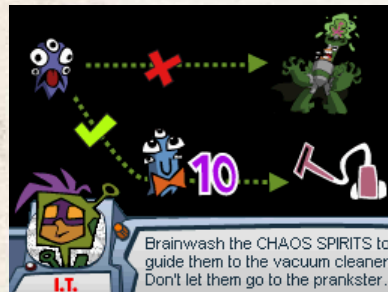 10
I.T.
Brainwash the CHAOS SPIRITS to
guide them to the vacuum cleaner
Don't let them go to the prankster.